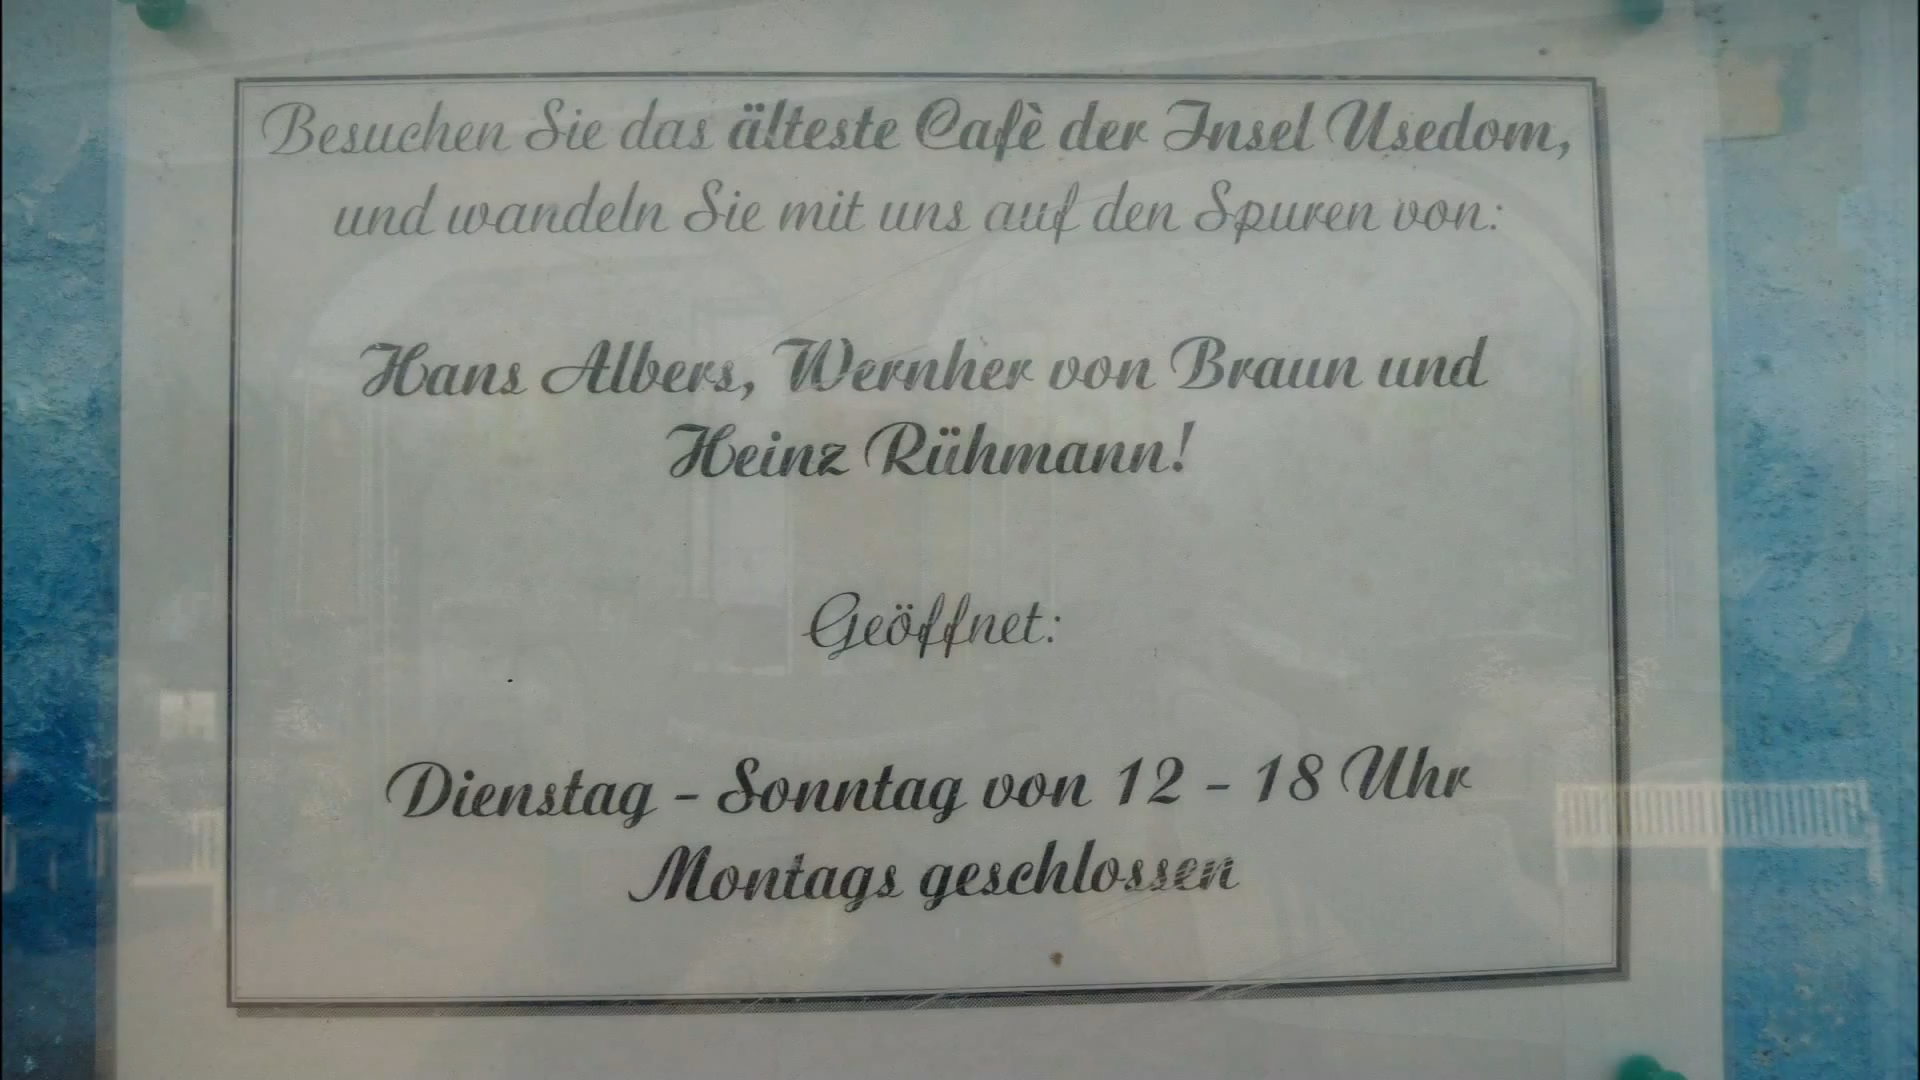 Besuchen Sie das älteste Cafè der Insel Usedom,
und wandeln Sie mit uns auf den Spuren von:
Hans Albers, Wernher von Braun und
Heinz Rühmann!
Geöffnet:
Dienstag - Sonntag von 12 - 18 Uhr
Montags geschlossen